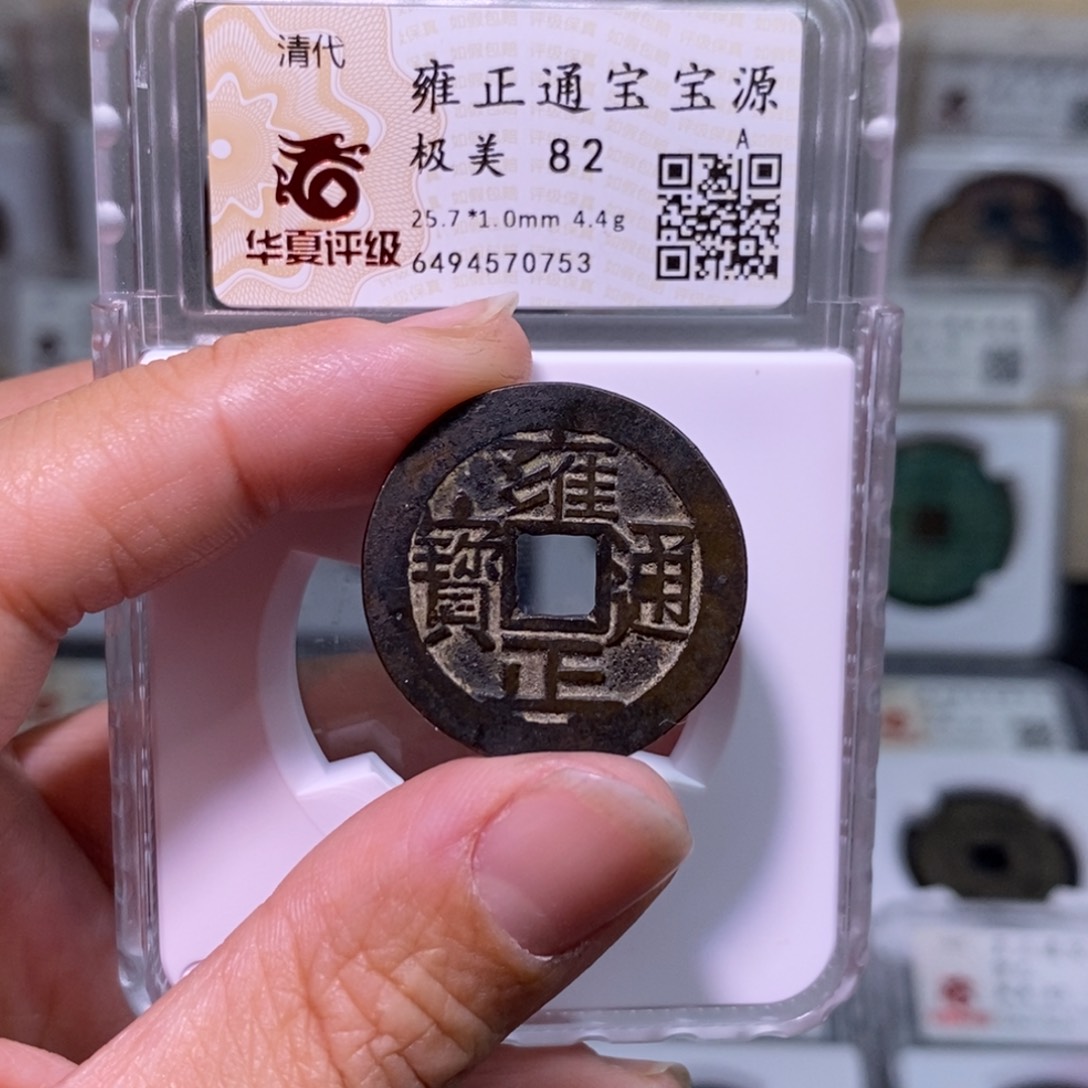 清代
雍正通宝宝源
极美 82
A
25.7*1.0mm 4.4g
华夏评级
6494570753
雍正通寶